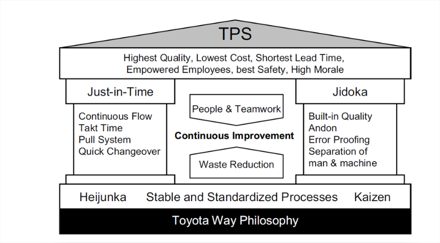 TPS
Highest Quality, Lowest Cost, Shortest Lead Time,
Empowered Employees, best Safety, High Morale
Just-in-Time
Continuous Flow
Takt Time
Pull System
Quick Changeover
People & Teamwork
Continuous Improvement
Waste Reduction
Jidoka
Built-in Quality
Andon
Error Proofing
Separation of
man & machine
Heijunka
Stable and Standardized Processes
Kaizen
Toyota Way Philosophy